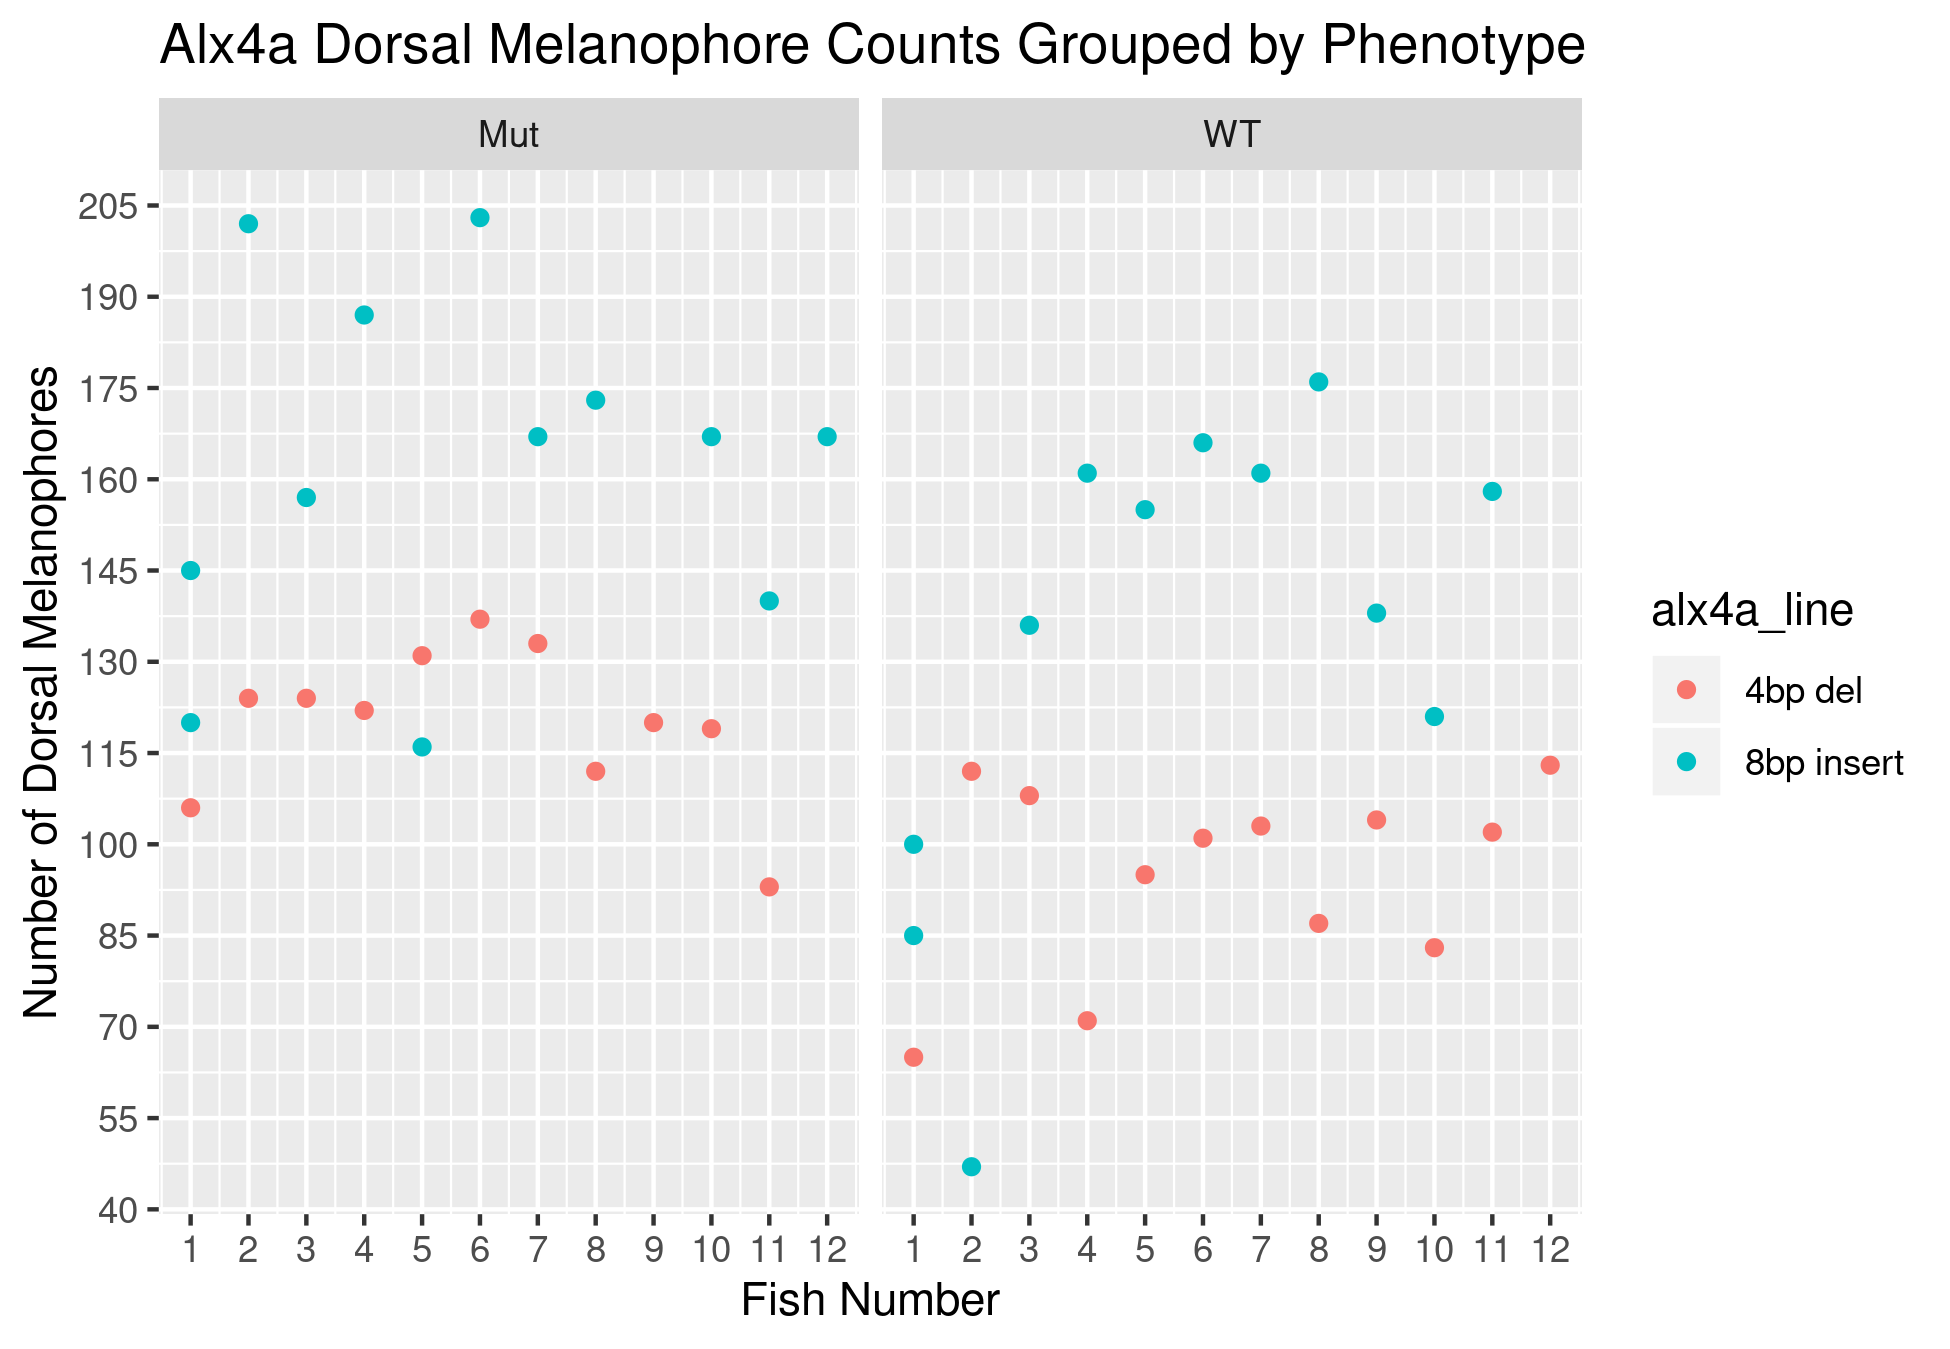 Alx4a Dorsal Melanophore Counts Grouped by Phenotype
Mut
WT
Number of Dorsal Melanophores
205
190
175
160
145
130
115
100
85
70
55
40
1 2 3 4 5 6 7 8 9 10 11 12
1 2 3 4 5 6 7 8 9 10 11 12
Fish Number
alx4a_line
4bp del
8bp insert